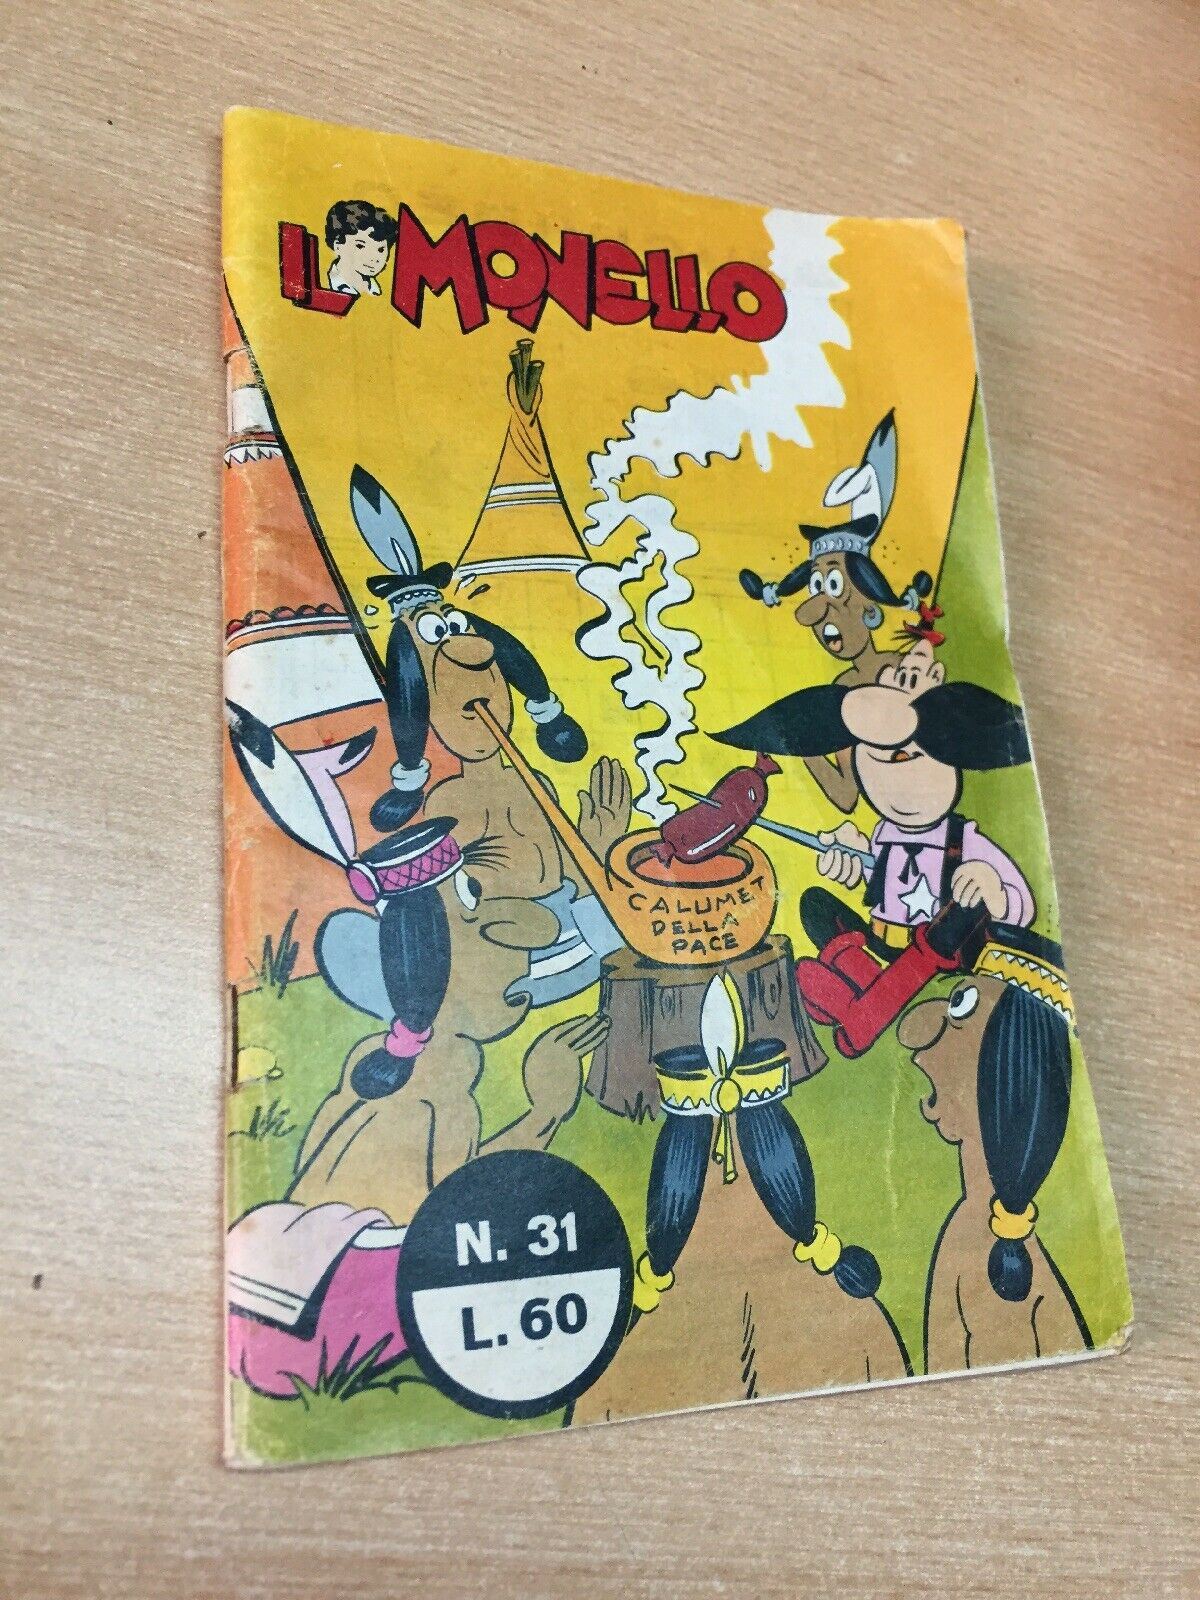 IL MONELLO
CALUMET
DELLA
PACE
N. 31
L. 60